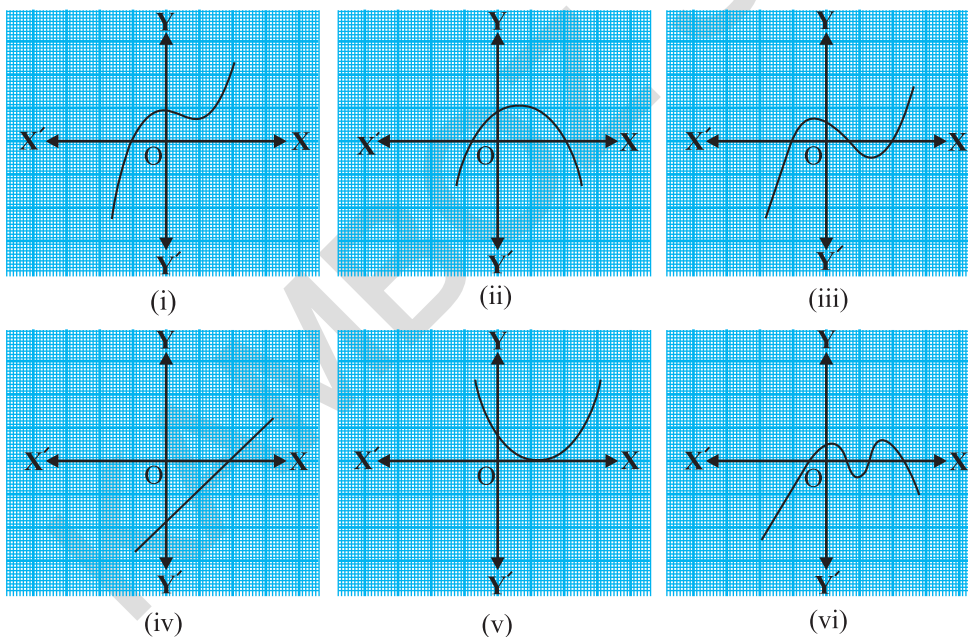 Y Y Y
X′ O X X′ O X X′ O X
Y′ Y′ Y′
(i) (ii) (iii)
Y Y Y
X′ O X X′ O X X′ O X
Y′ Y′ Y′
(iv) (v) (vi)